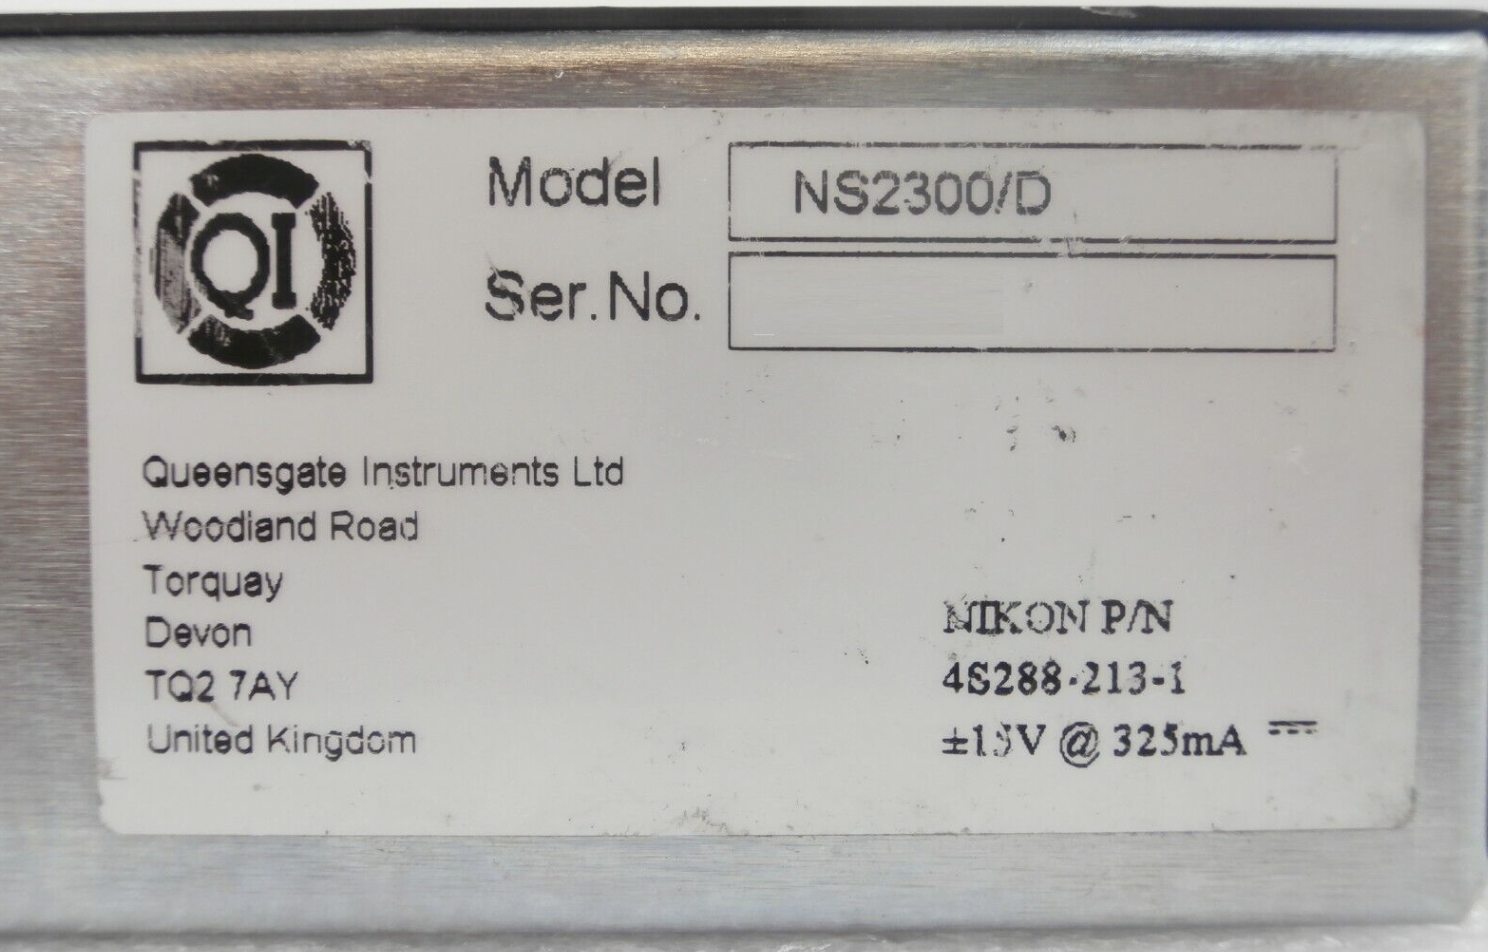 QI
Model NS2300/D
Ser.No.
Queensgate Instruments Ltd
Woodland Road
Torquay
Devon
TQ2 7AY
United Kingdom
NIKON P/N
4S288-213-1
±15V @ 325mA ⎓